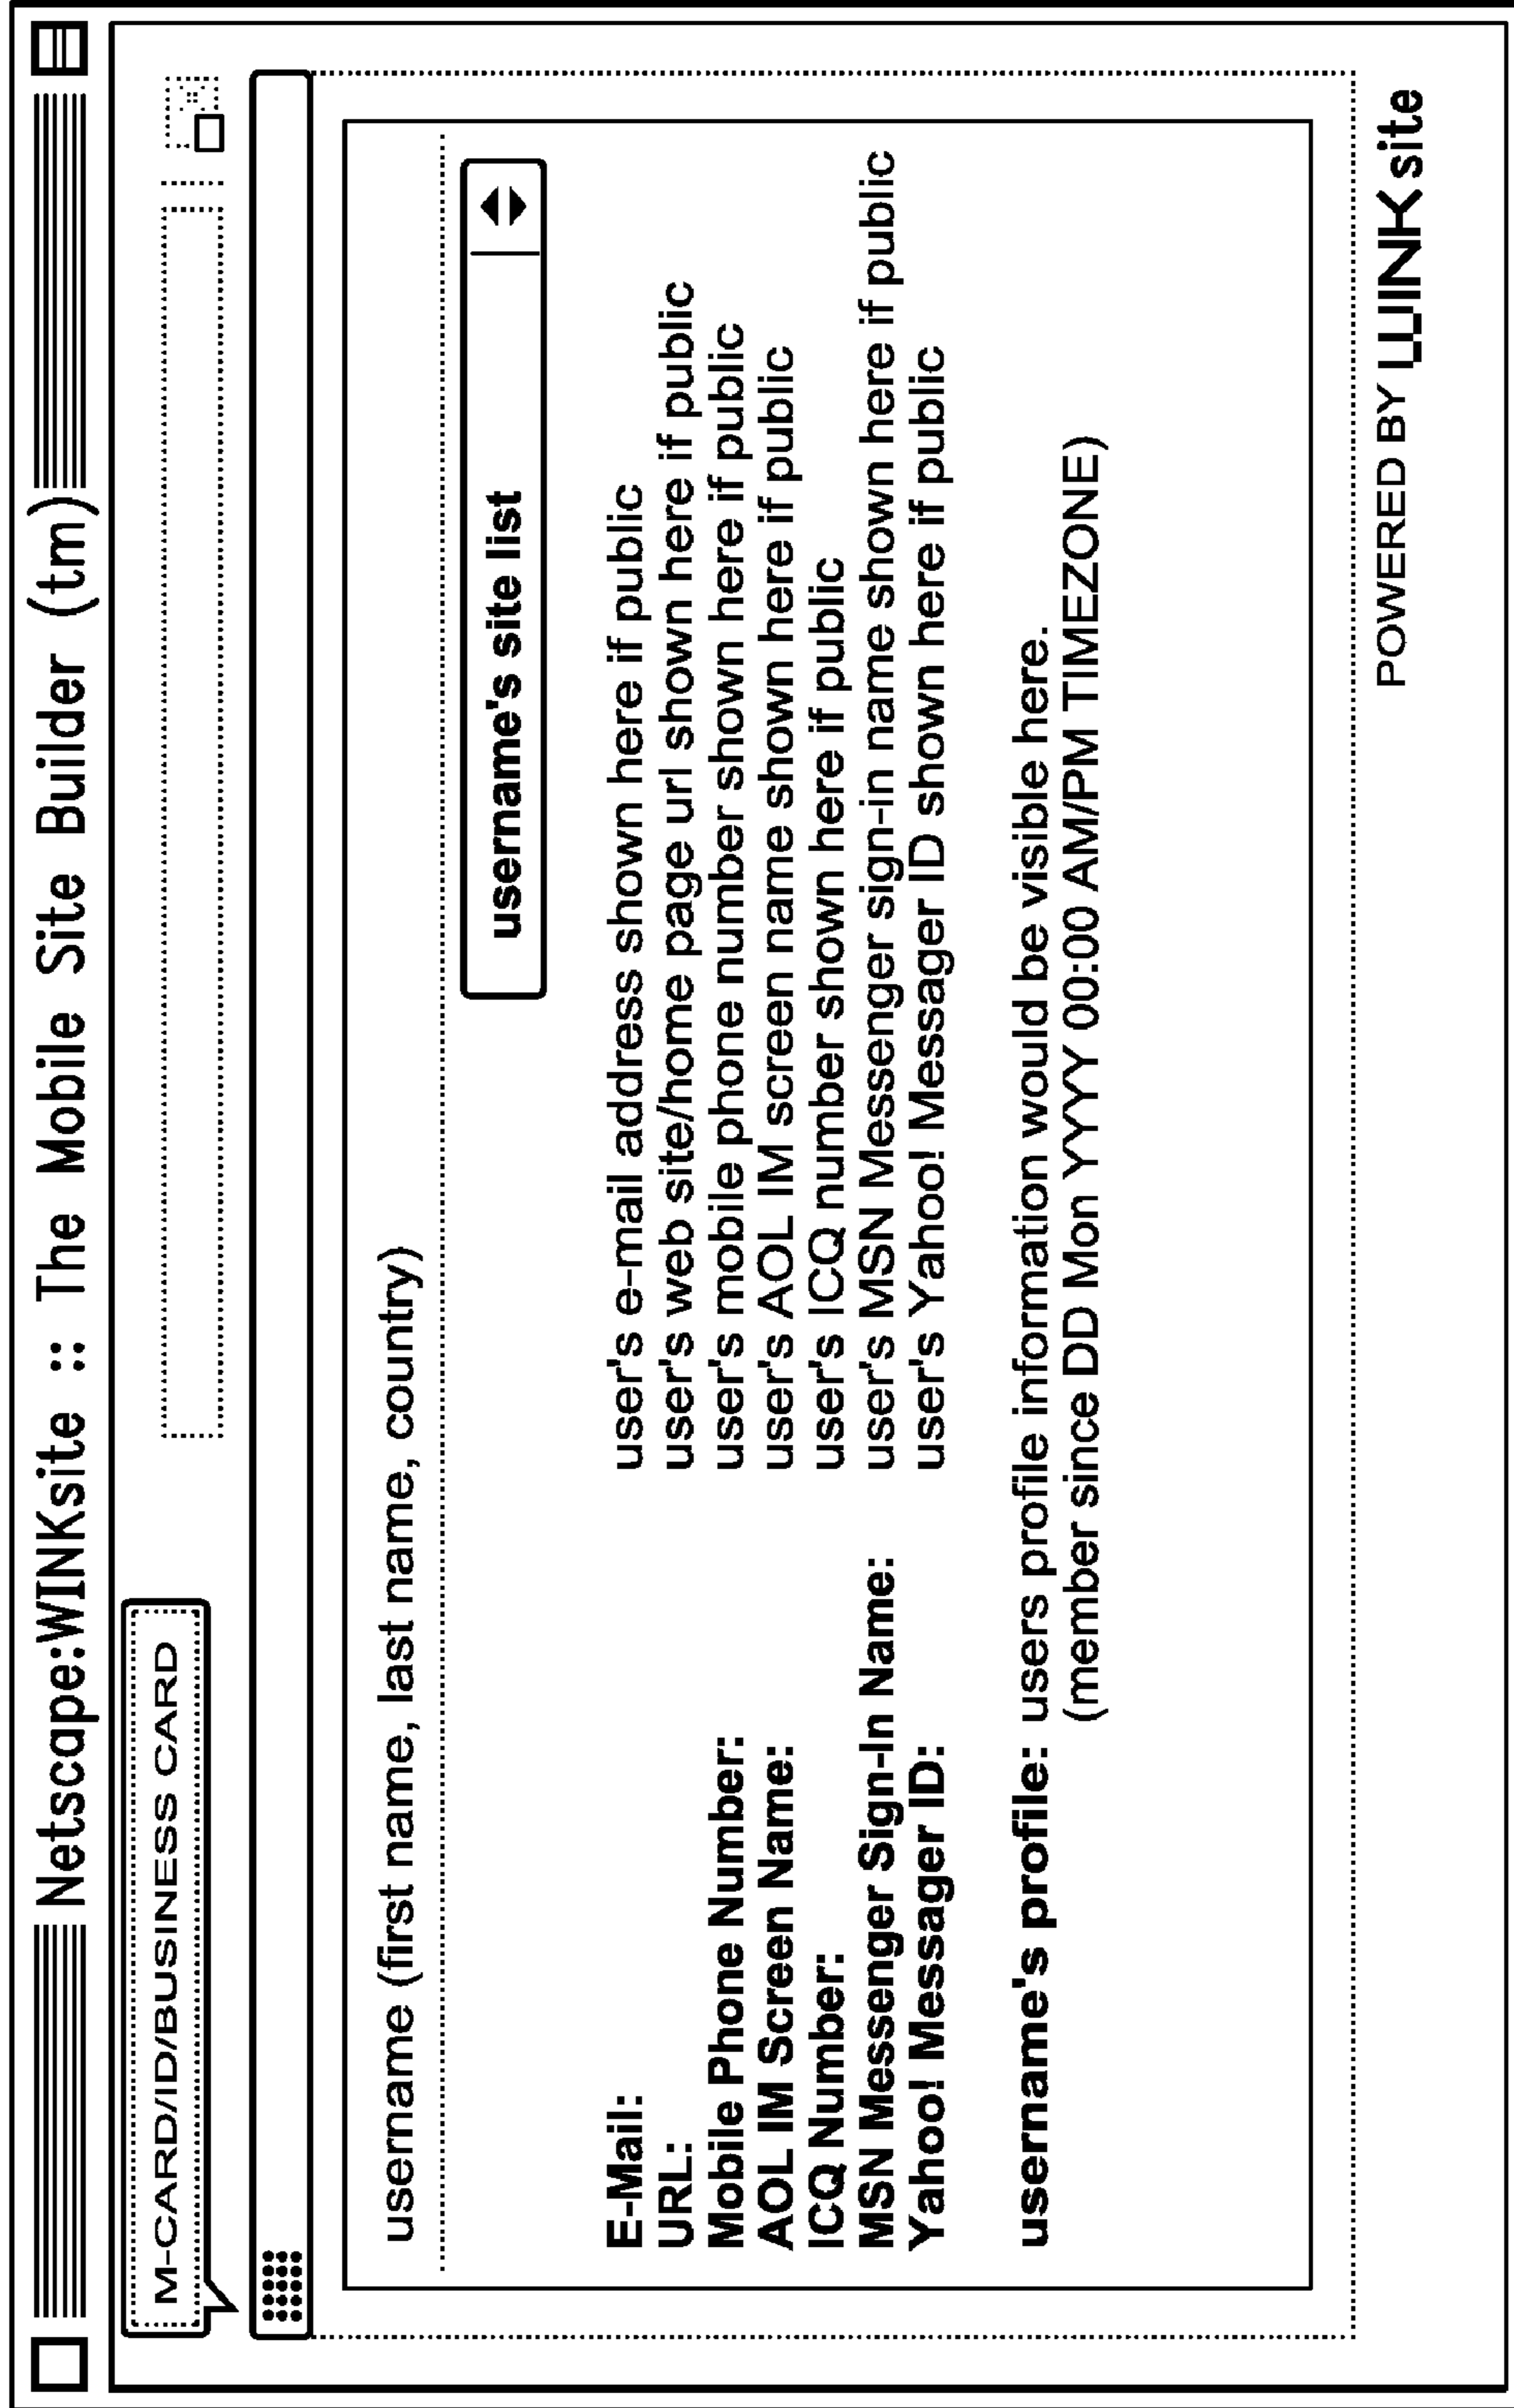 Netscape:WINKsite :: The Mobile Site Builder (tm)
M-CARD/ID/BUSINESS CARD
username (first name, last name, country)
username's site list
E-Mail: user's e-mail address shown here if public
URL: user's web site/home page url shown here if public
Mobile Phone Number: user's mobile phone number shown here if public
AOL IM Screen Name: user's AOL IM screen name shown here if public
ICQ Number: user's ICQ number shown here if public
MSN Messenger Sign-In Name: user's MSN Messenger sign-in name shown here if public
Yahoo! Messager ID: user's Yahoo! Messager ID shown here if public
username's profile: users profile information would be visible here.
(member since DD Mon YYYY 00:00 AM/PM TIMEZONE)
POWERED BY WINKsite